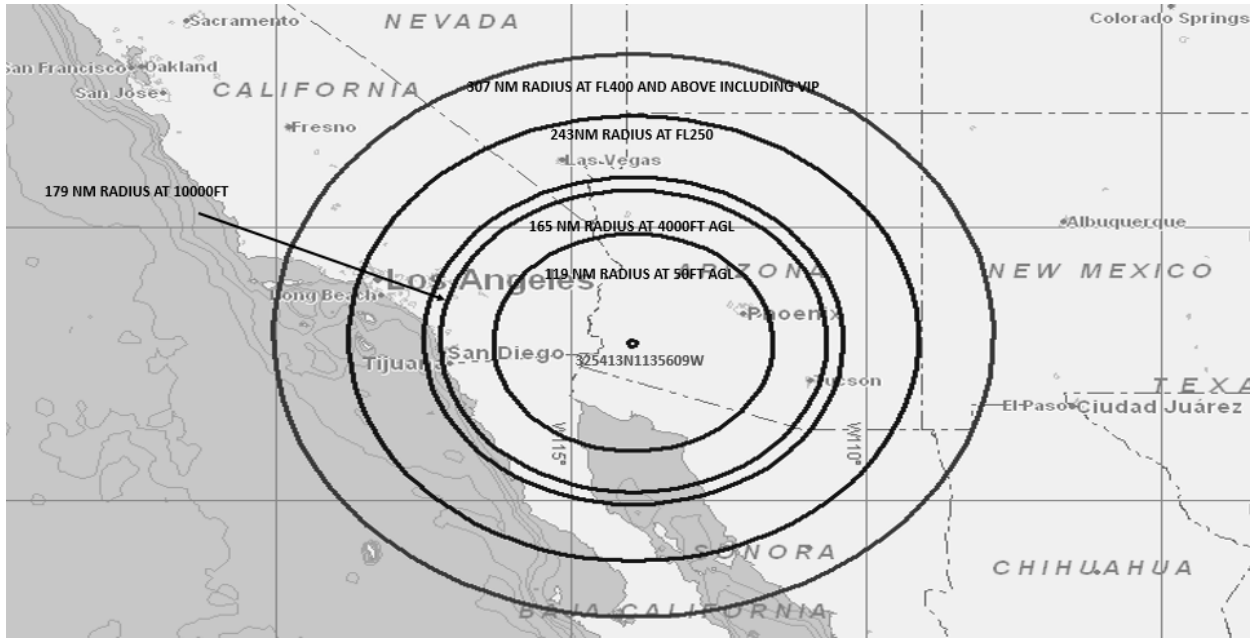 Sacramento
NEVADA
Colorado Springs
San Francisco
Oakland
San Jose
CALIFORNIA
307 NM RADIUS AT FL400 AND ABOVE INCLUDING VIP
Fresno
243NM RADIUS AT FL250
Las Vegas
179 NM RADIUS AT 10000FT
165 NM RADIUS AT 4000FT AGL
Albuquerque
119 NM RADIUS AT 50FT AGL
ARIZONA
NEW MEXICO
Los Angeles
Long Beach
Phoenix
325413N1135609W
San Diego
Tijuana
Tucson
TEXA
El Paso
Ciudad Juárez
W115°
W110°
SONORA
CHIHUAHUA
BAJA CALIFORNIA